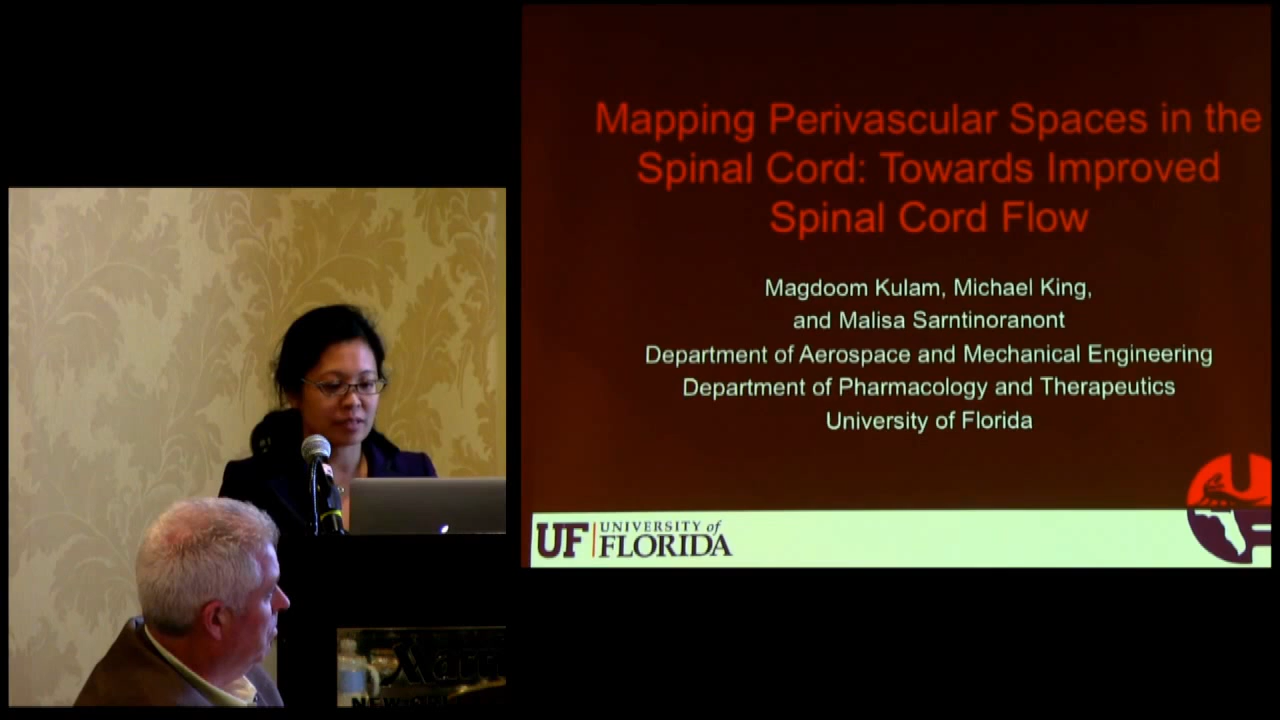 Mapping Perivascular Spaces in the
Spinal Cord: Towards Improved
Spinal Cord Flow
Magdoom Kulam, Michael King,
and Malisa Sarntinoranont
Department of Aerospace and Mechanical Engineering
Department of Pharmacology and Therapeutics
University of Florida
UF UNIVERSITY of
FLORIDA